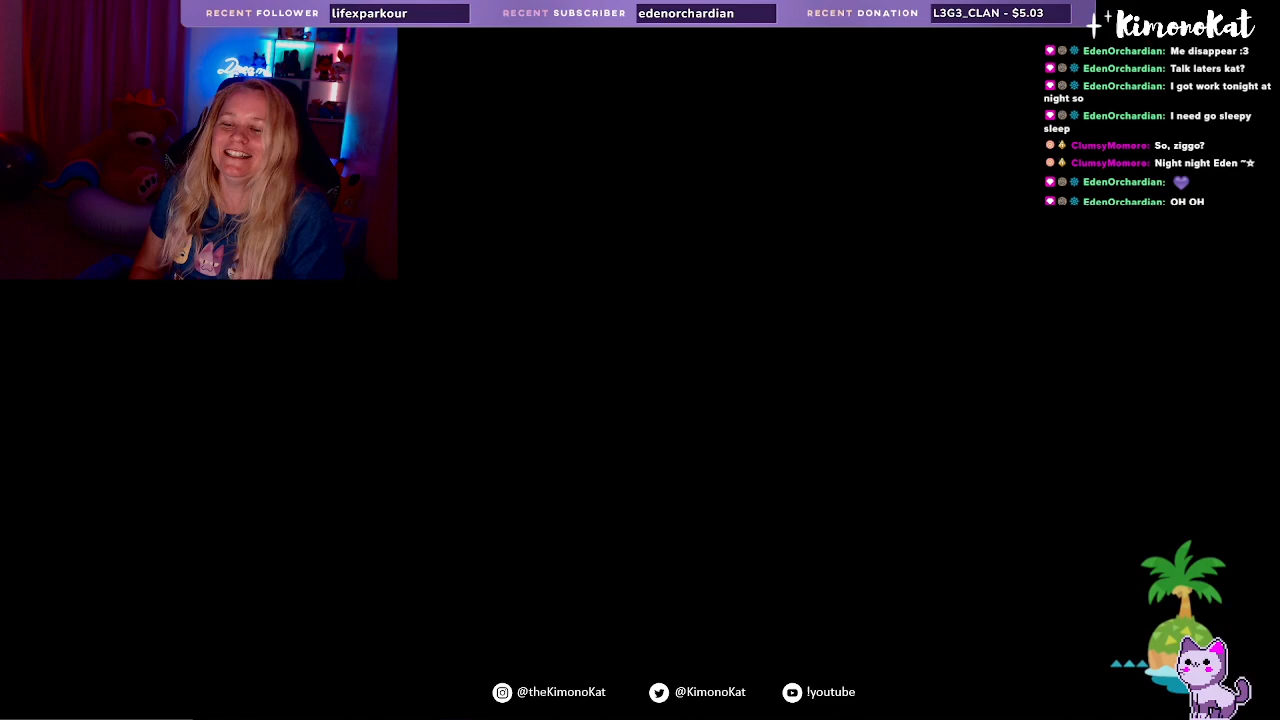 RECENT FOLLOWER lifexparkour RECENT SUBSCRIBER edenorchardian RECENT DONATION L3G3_CLAN - $5.03
KimonoKat
EdenOrchardian: Me disappear :3
EdenOrchardian: Talk laters kat?
EdenOrchardian: I got work tonight at
night so
EdenOrchardian: I need go sleepy
sleep
ClumsyMomoro: So, ziggo?
ClumsyMomoro: Night night Eden ~☆
EdenOrchardian:
EdenOrchardian: OH OH
Dream
@theKimonoKat @KimonoKat !youtube